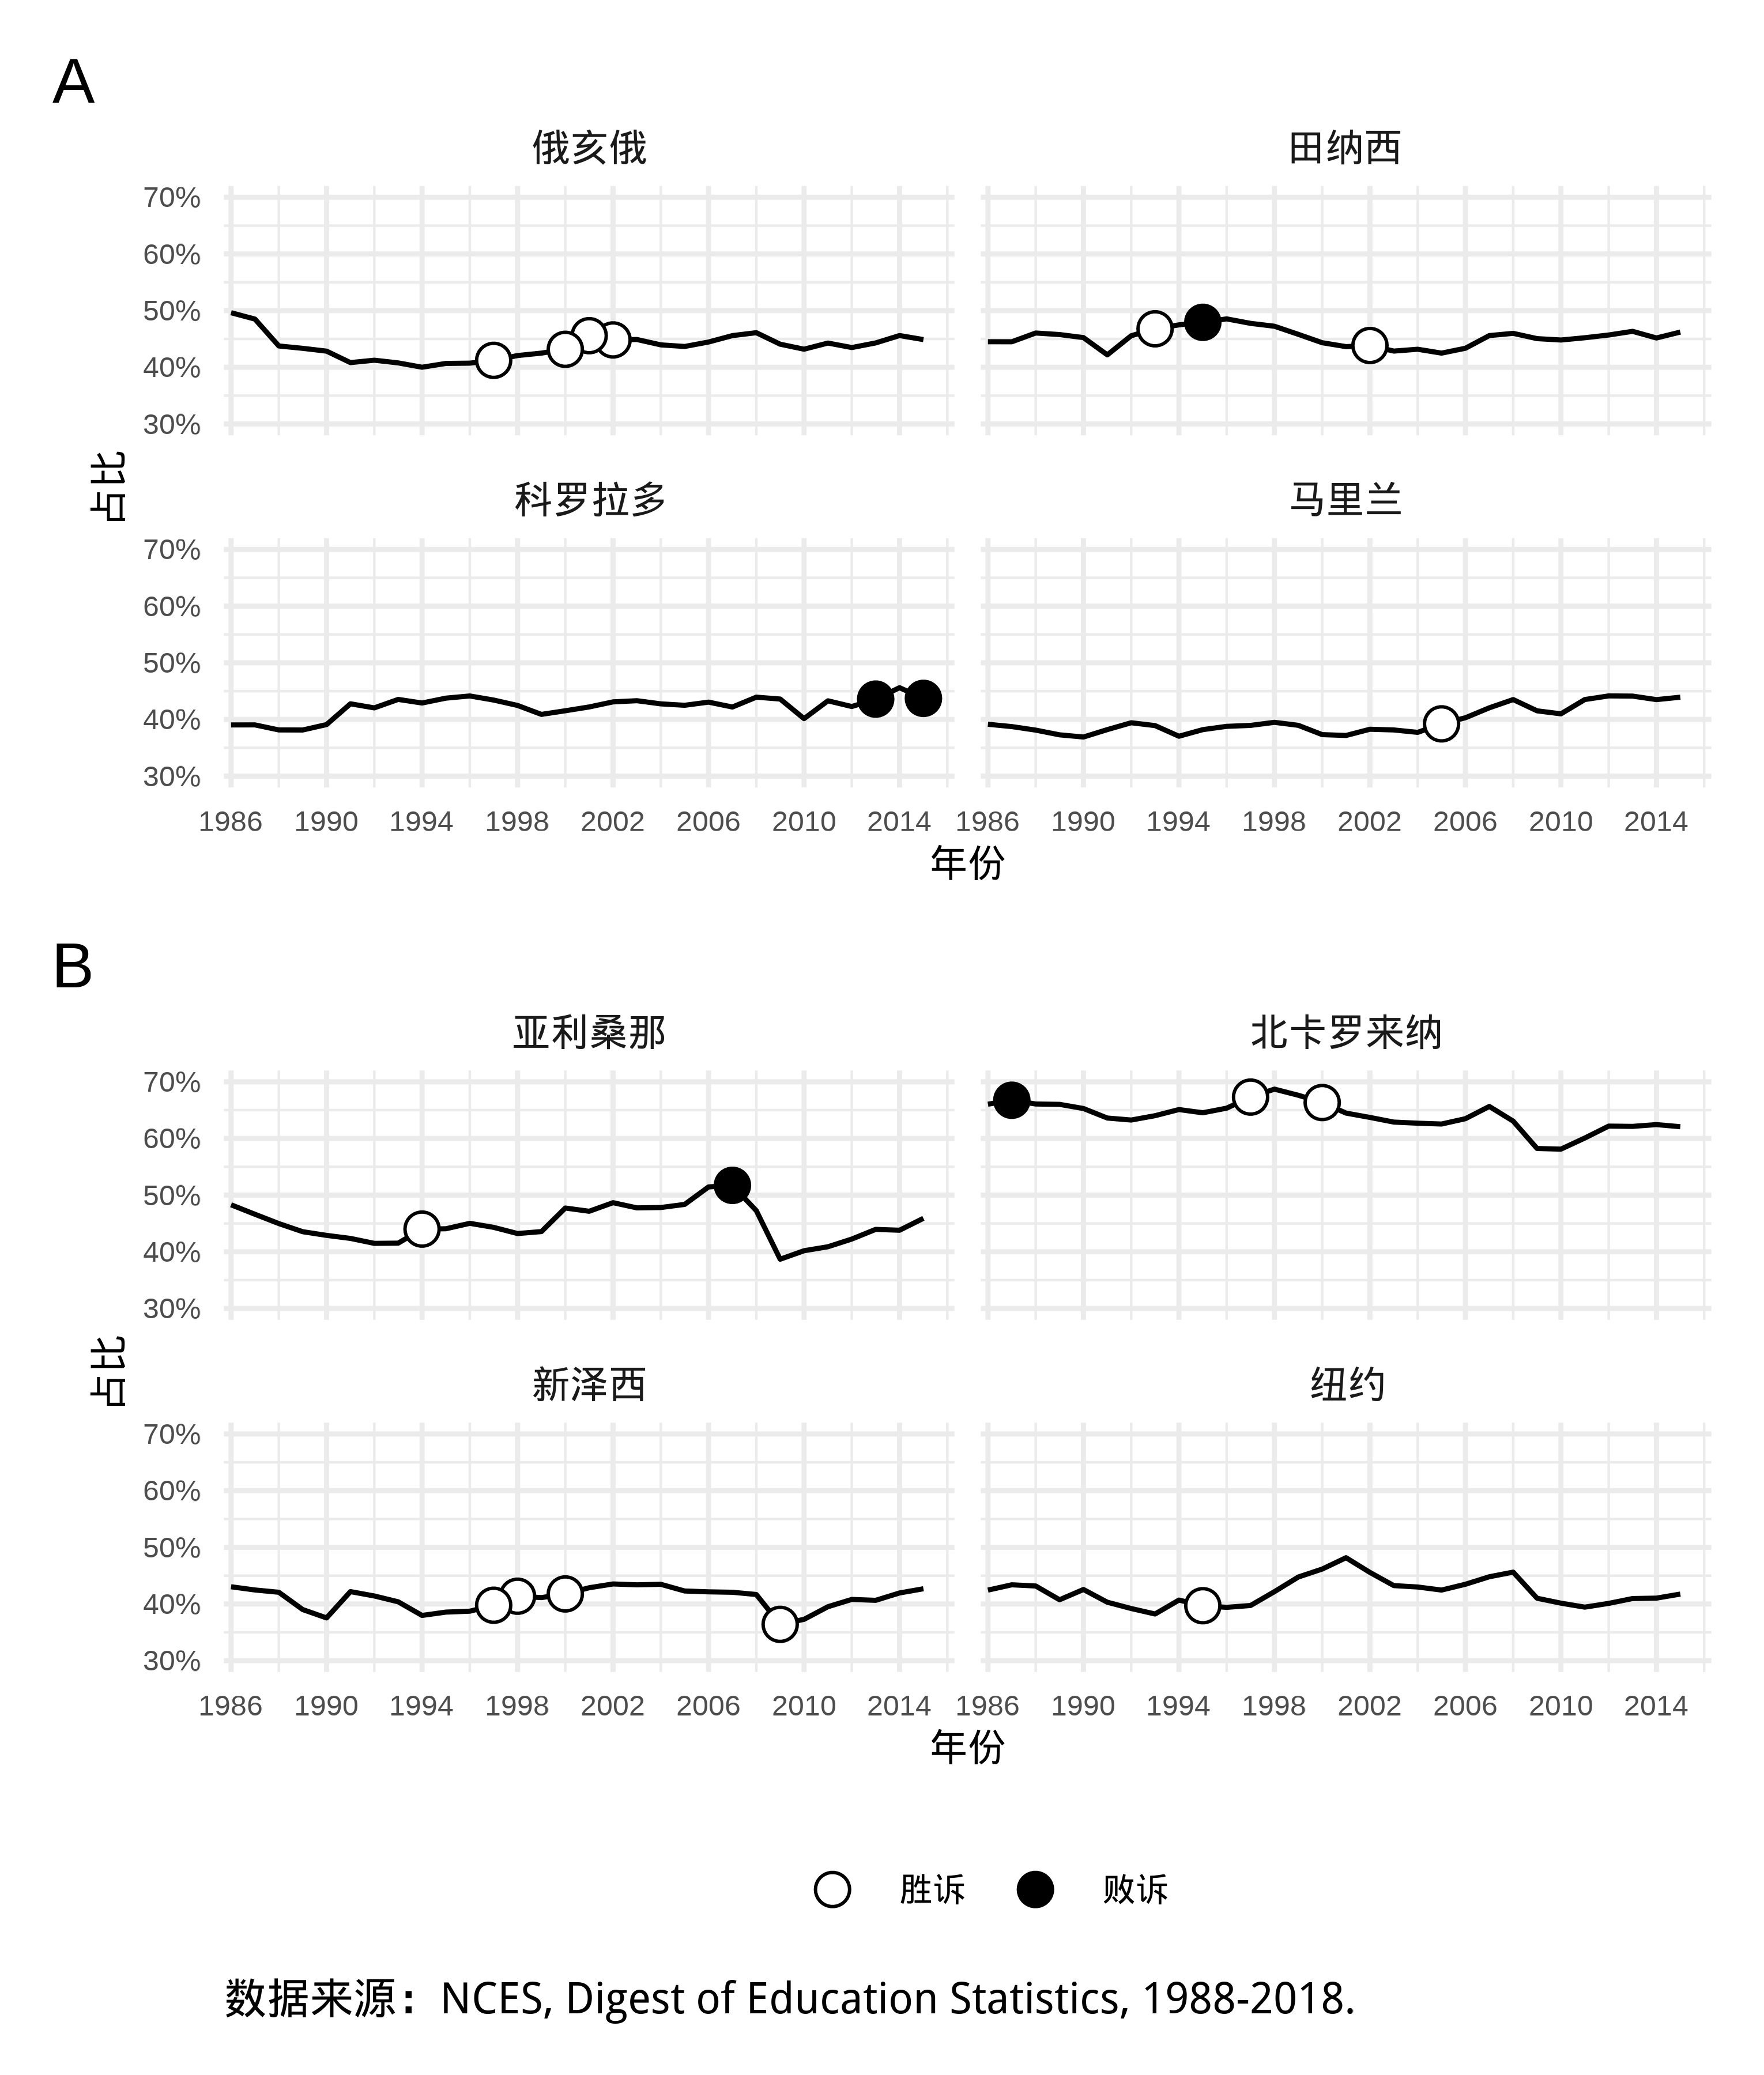 A
俄亥俄
田纳西
70%
60%
50%
40%
30%
科罗拉多
马里兰
70%
60%
50%
40%
30%
占比
1986 1990 1994 1998 2002 2006 2010 2014 1986 1990 1994 1998 2002 2006 2010 2014
年份
B
亚利桑那
北卡罗来纳
70%
60%
50%
40%
30%
新泽西
纽约
70%
60%
50%
40%
30%
占比
1986 1990 1994 1998 2002 2006 2010 2014 1986 1990 1994 1998 2002 2006 2010 2014
年份
胜诉 败诉
数据来源：NCES, Digest of Education Statistics, 1988-2018.